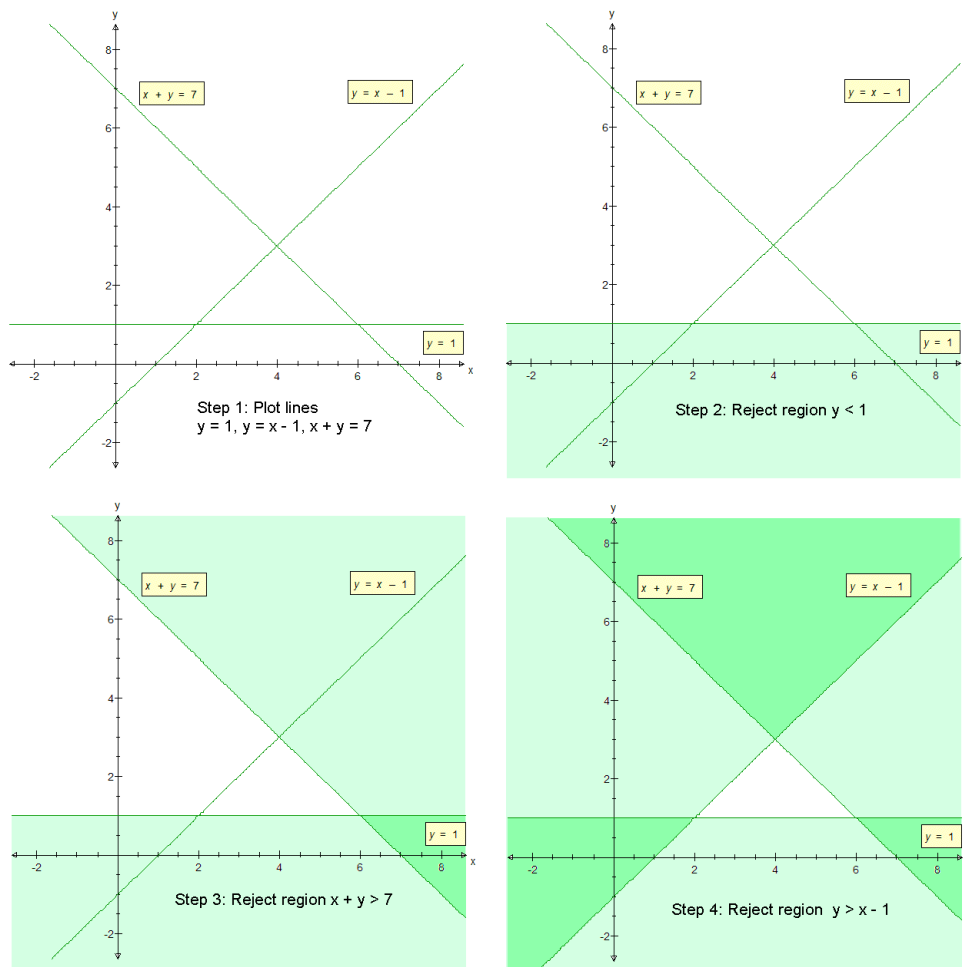 y
8
6
4
2
-2
-2
2
4
6
8
x
x + y = 7
y = x − 1
y = 1
Step 1: Plot lines
y = 1, y = x - 1, x + y = 7
y
8
6
4
2
-2
-2
2
4
6
8
x + y = 7
y = x − 1
y = 1
Step 2: Reject region y < 1
y
8
6
4
2
-2
-2
2
4
6
8
x
x + y = 7
y = x − 1
y = 1
Step 3: Reject region x + y > 7
y
8
6
4
2
-2
-2
2
4
6
8
x + y = 7
y = x − 1
y = 1
Step 4: Reject region  y > x - 1